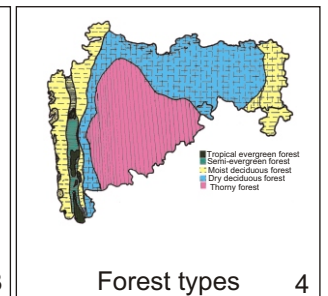 Tropical evergreen forest
Semi-evergreen forest
Moist deciduous forest
Dry deciduous forest
Thorny forest
Forest types
4